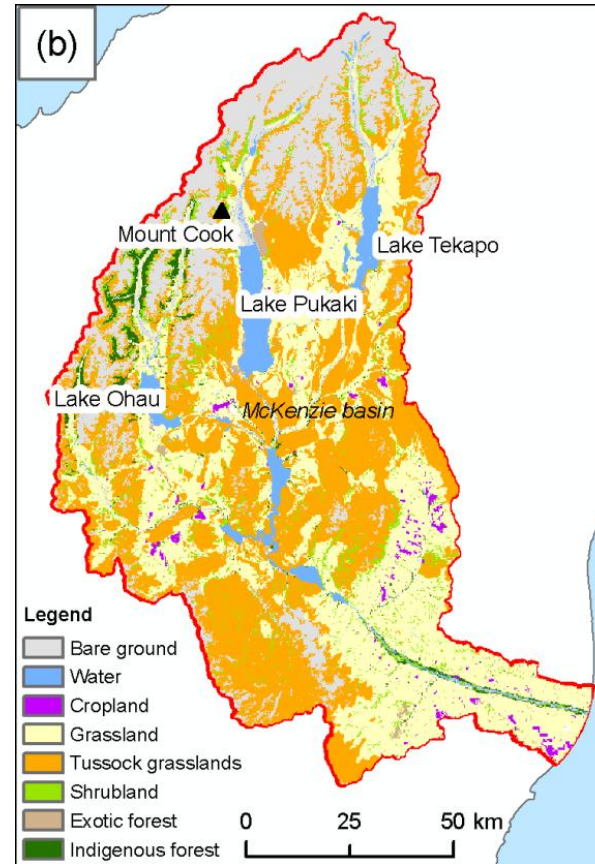 (b)
Mount Cook
Lake Tekapo
Lake Pukaki
Lake Ohau
McKenzie basin
Legend
Bare ground
Water
Cropland
Grassland
Tussock grasslands
Shrubland
Exotic forest
Indigenous forest
0 25 50 km